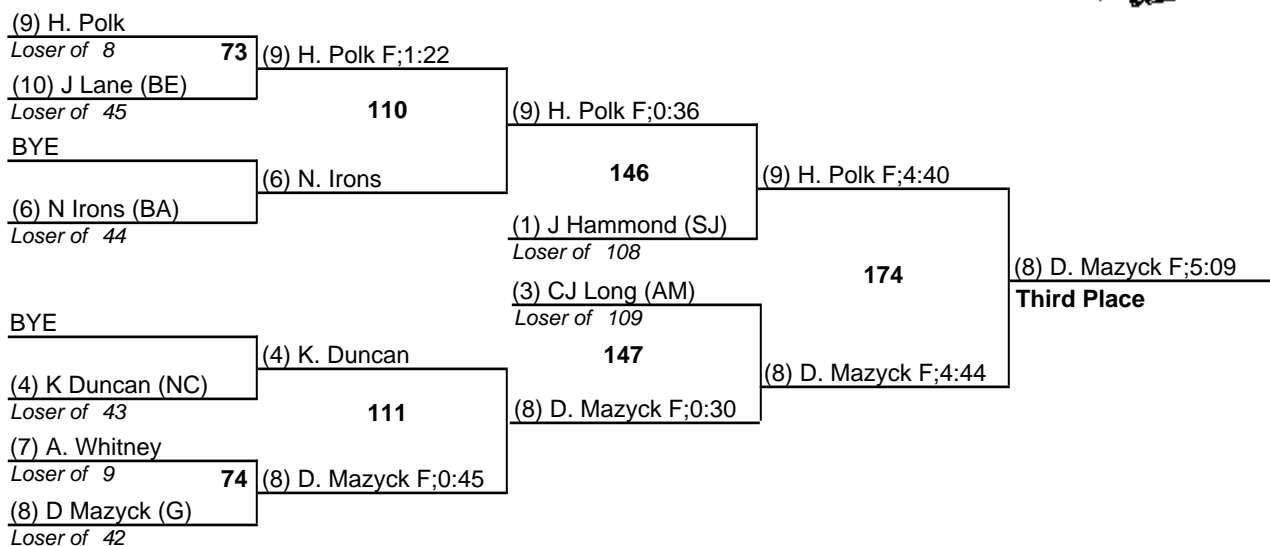 (9) H. Polk
Loser of 8
73
(10) J Lane (BE)
Loser of 45
BYE
(6) N Irons (BA)
Loser of 44
BYE
(4) K Duncan (NC)
Loser of 43
(7) A. Whitney
Loser of 9
74
(8) D Mazyck (G)
Loser of 42
(9) H. Polk F;1:22
110
(6) N. Irons
(4) K. Duncan
111
(8) D. Mazyck F;0:45
(9) H. Polk F;0:36
146
(1) J Hammond (SJ)
Loser of 108
(3) CJ Long (AM)
Loser of 109
147
(8) D. Mazyck F;0:30
(9) H. Polk F;4:40
174
(8) D. Mazyck F;4:44
(8) D. Mazyck F;5:09
Third Place